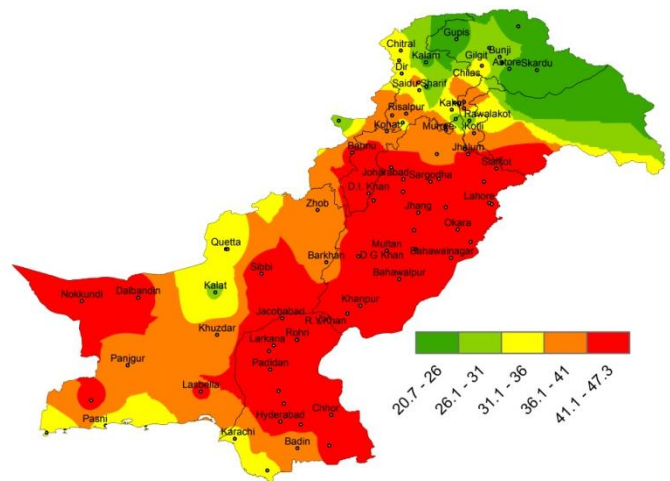 Gupis
Chitral
Kalam
Gilgit
Bunji
Dir
Astore
Skardu
Chilas
Saidu Sharif
Kakul
Risalpur
Rawalakot
Kohat
Murree
Kotli
Bannu
Jhelum
Sialkot
Joharabad
Sargodha
D.I. Khan
Lahore
Zhob
Jhang
Okara
Quetta
Multan
Barkhan
D G Khan
Bahawalnagar
Sibbi
Bahawalpur
Kalat
Nokkundi
Dalbandin
Khanpur
Jacobabad
R.Y.Khan
Khuzdar
Rohri
Larkana
Panjgur
Padidan
Lasbella
Pasni
Hyderabad
Chhor
Karachi
Badin
20.7 - 26
26.1 - 31
31.1 - 36
36.1 - 41
41.1 - 47.3